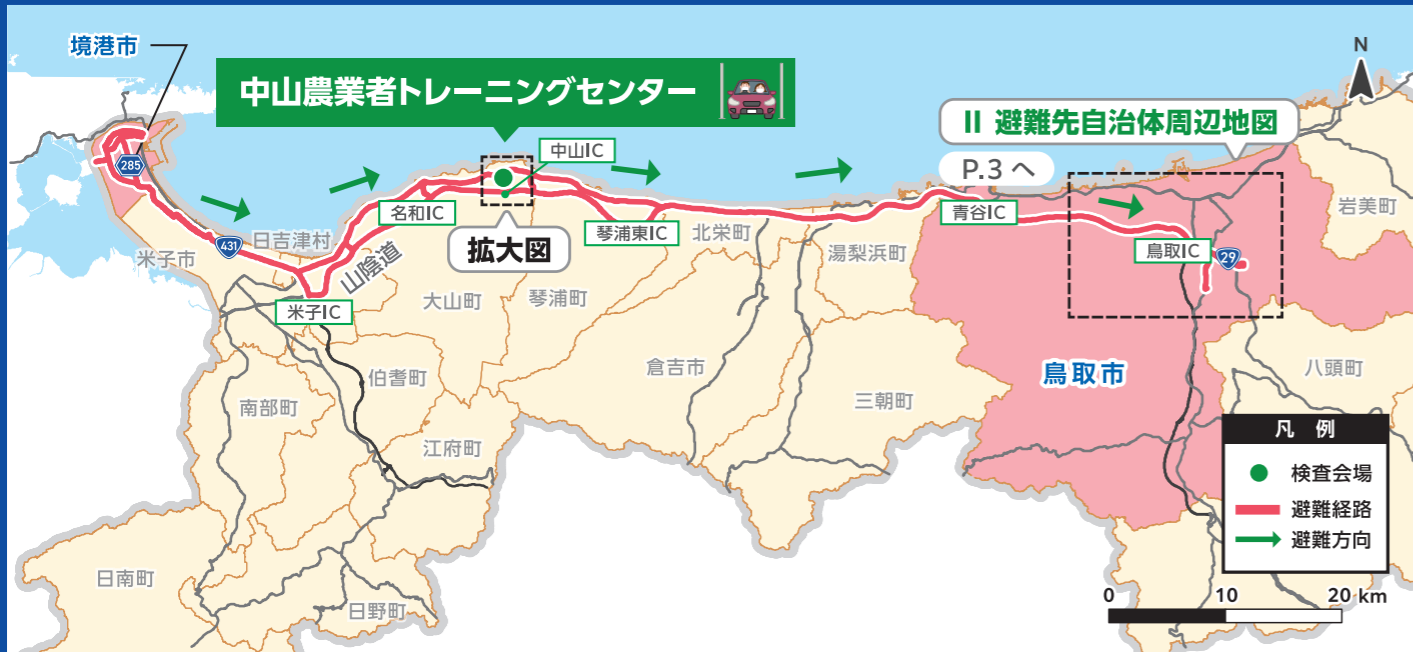 境港市
中山農業者トレーニングセンター
N
II 避難先自治体周辺地図
P.3 へ
中山IC
285
名和IC
拡大図
琴浦東IC
北栄町
青谷IC
岩美町
日吉津村
431
米子市
山陰道
湯梨浜町
鳥取IC
29
米子IC
大山町
琴浦町
伯耆町
倉吉市
鳥取市
八頭町
南部町
三朝町
江府町
凡 例
検査会場
避難経路
避難方向
日南町
日野町
0 10 20 km